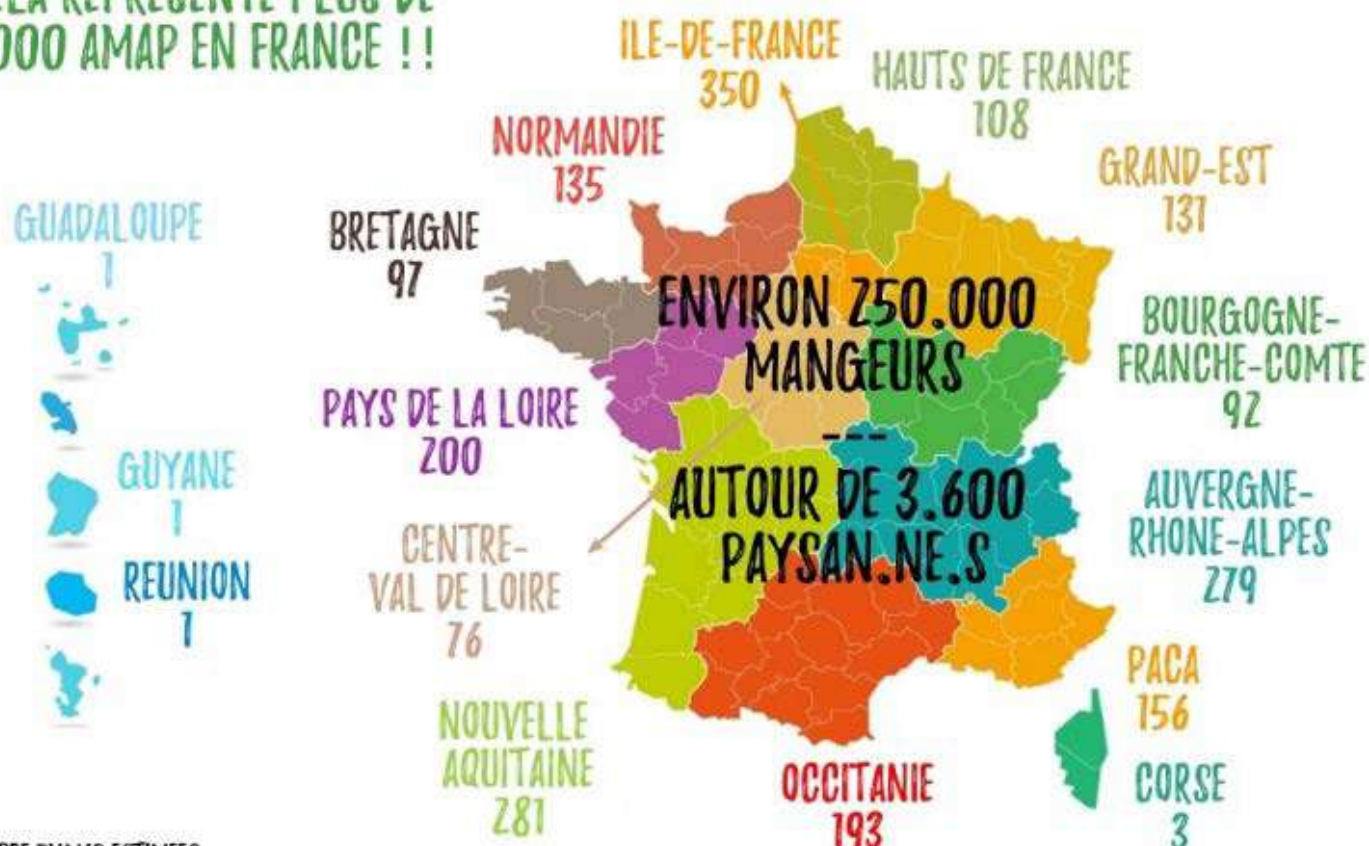 PLUS DE
000 AMAP EN FRANCE !!
ILE-DE-FRANCE
350
HAUTS DE FRANCE
108
NORMANDIE
135
GRAND-EST
131
GUADALOUPE
1
BRETAGNE
97
ENVIRON 250.000
MANGEURS
---
AUTOUR DE 3.600
PAYSAN.NE.S
BOURGOGNE-
FRANCHE-COMTE
92
PAYS DE LA LOIRE
200
GUYANE
1
AUVERGNE-
RHONE-ALPES
279
CENTRE-
VAL DE LOIRE
76
REUNION
1
PACA
156
NOUVELLE
AQUITAINE
281
OCCITANIE
193
CORSE
3